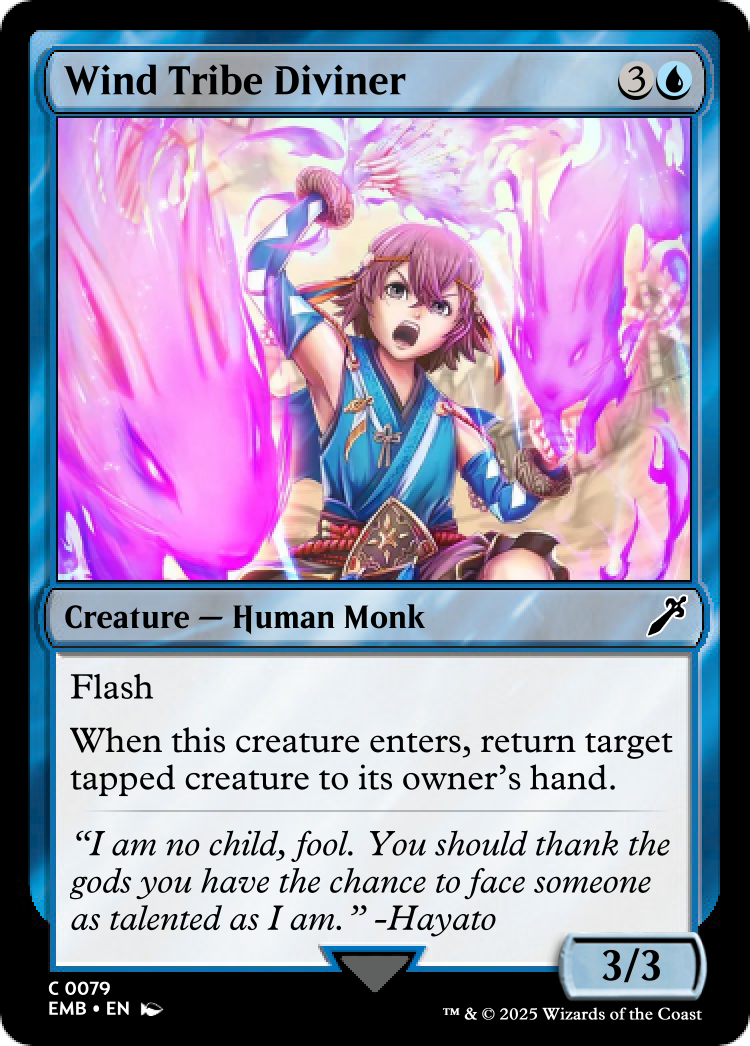 Wind Tribe Diviner 3
Creature — Human Monk
Flash
When this creature enters, return target
tapped creature to its owner's hand.
“I am no child, fool. You should thank the
gods you have the chance to face someone
as talented as I am.” -Hayato
3/3
C 0079
EMB • EN
™ & © 2025 Wizards of the Coast